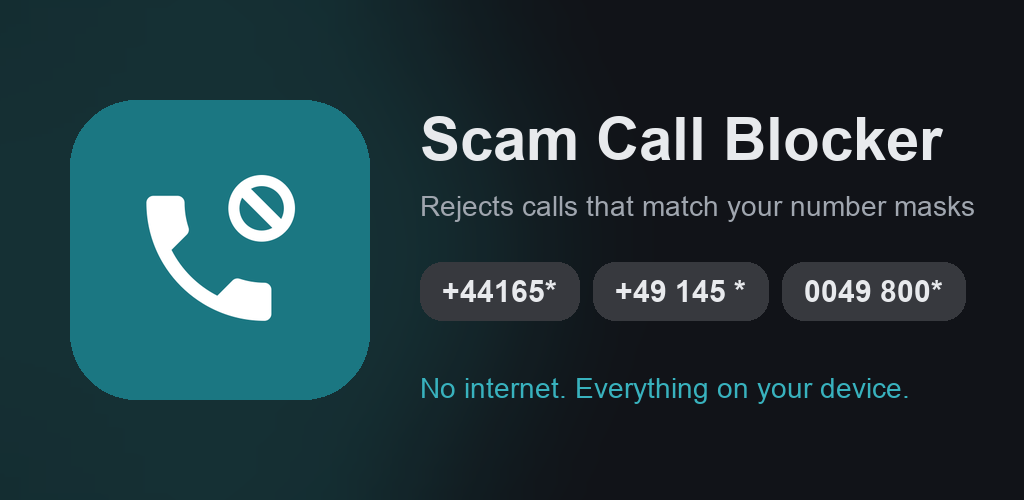 Scam Call Blocker
Rejects calls that match your number masks
+44165* +49 145 * 0049 800*
No internet. Everything on your device.